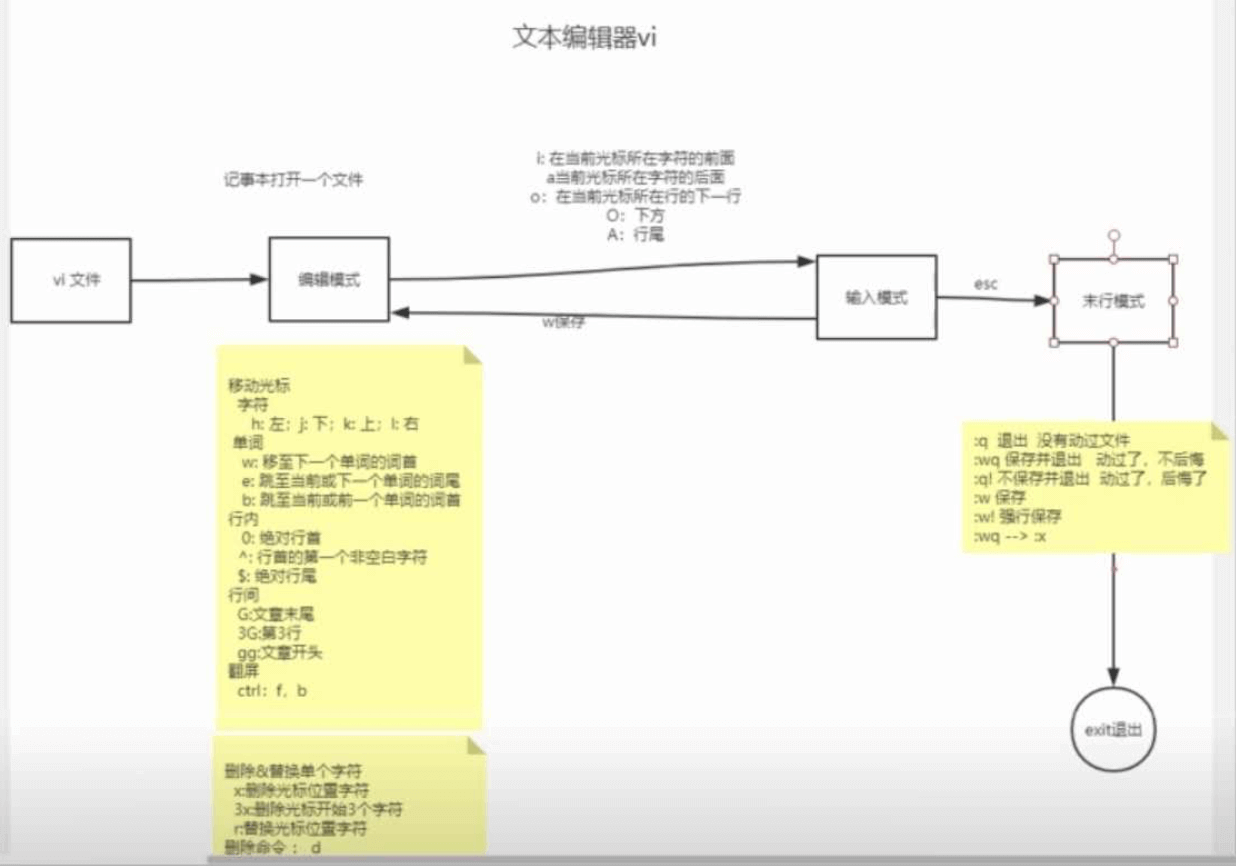 文本编辑器vi
记事本打开一个文件
i: 在当前光标所在字符的前面
a当前光标所在字符的后面
o：在当前光标所在行的下一行
O：下方
A：行尾
vi 文件
编辑模式
输入模式
esc
末行模式
w保存
移动光标
字符
h: 左；j: 下；k: 上；l: 右
单词
w: 移至下一个单词的词首
e: 跳至当前或下一个单词的词尾
b: 跳至当前或前一个单词的词首
行内
0: 绝对行首
^: 行首的第一个非空白字符
$: 绝对行尾
行间
G:文章末尾
3G:第3行
gg:文章开头
翻屏
ctrl：f，b
:q 退出 没有动过文件
:wq 保存并退出 动过了，不后悔
:q! 不保存并退出 动过了，后悔了
:w 保存
:w! 强行保存
:wq --> :x
exit退出
删除&替换单个字符
x:删除光标位置字符
3x:删除光标开始3个字符
r:替换光标位置字符
删除命令： d